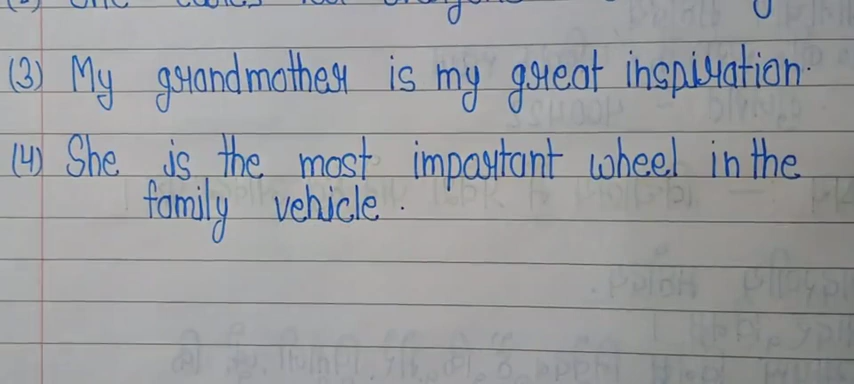 (3) My grandmother is my great inspiration.
(4) She is the most important wheel in the
family vehicle.